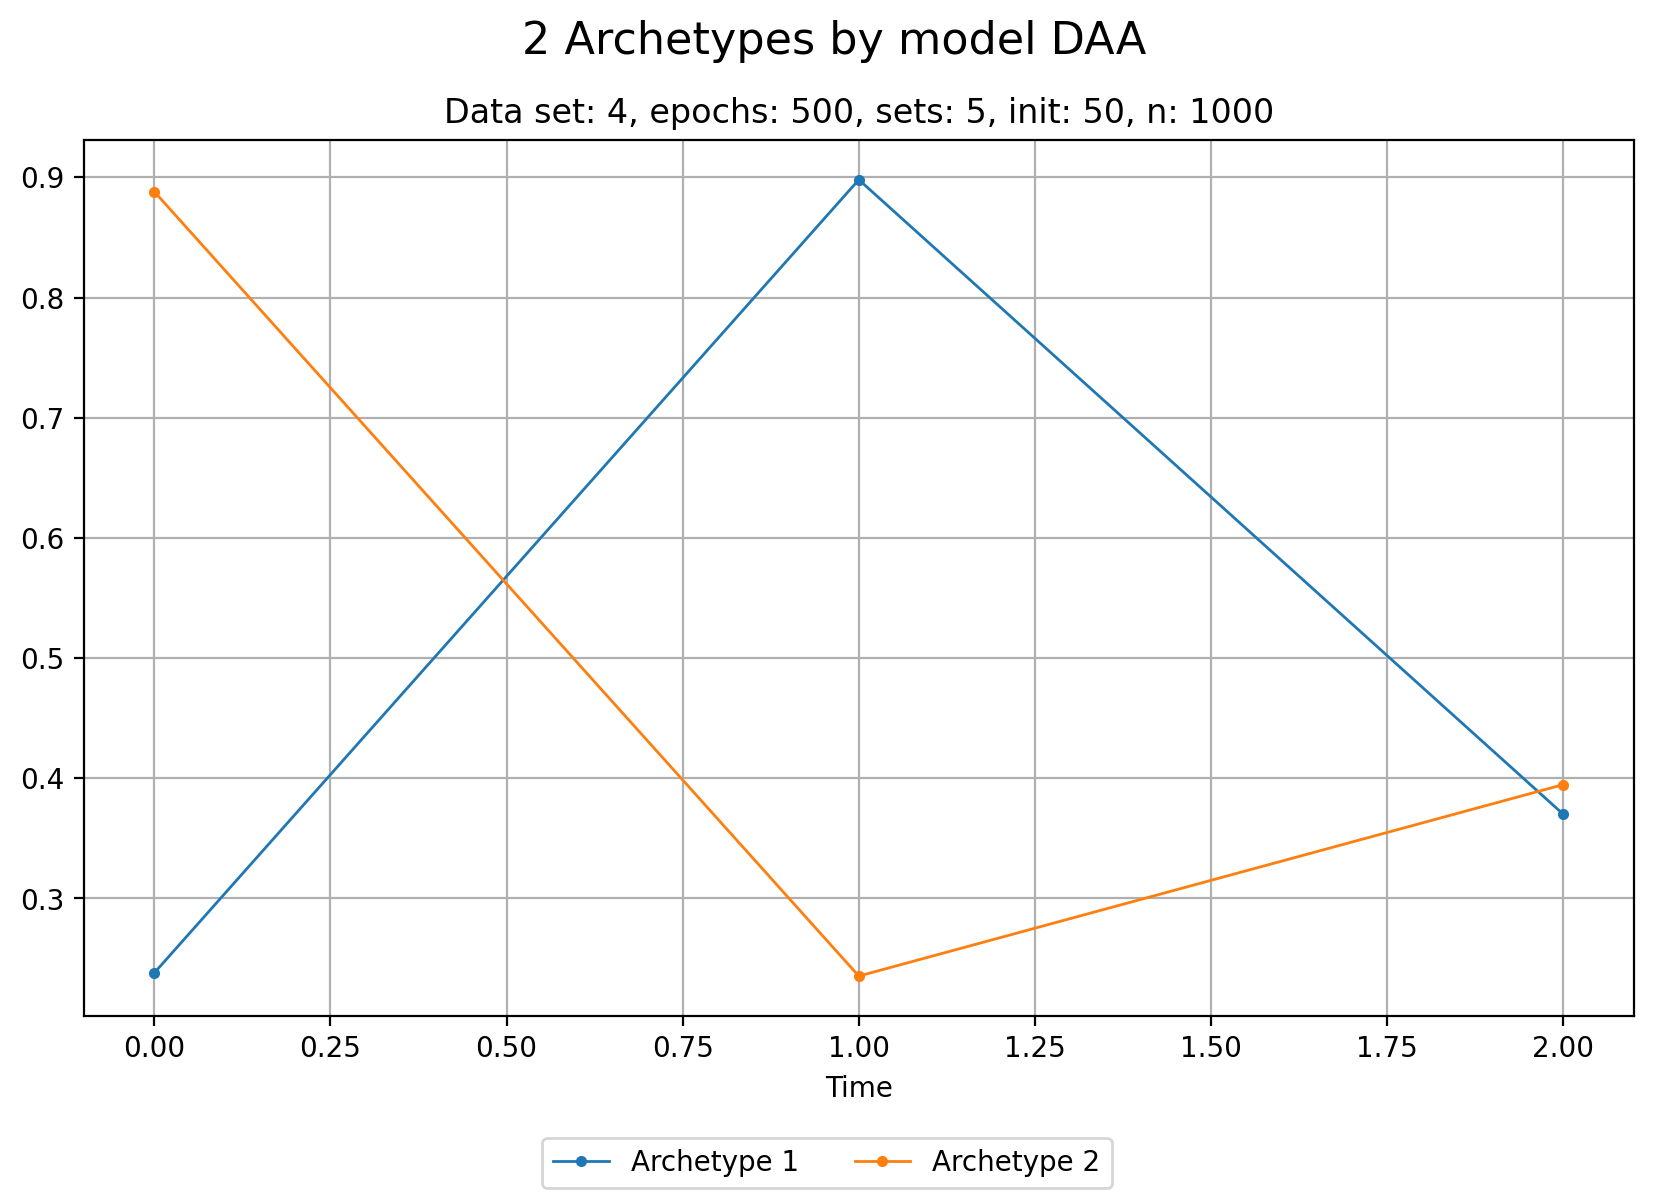 2 Archetypes by model DAA
Data set: 4, epochs: 500, sets: 5, init: 50, n: 1000
0.9
0.8
0.7
0.6
0.5
0.4
0.3
0.00 0.25 0.50 0.75 1.00 1.25 1.50 1.75 2.00
Time
Archetype 1 Archetype 2